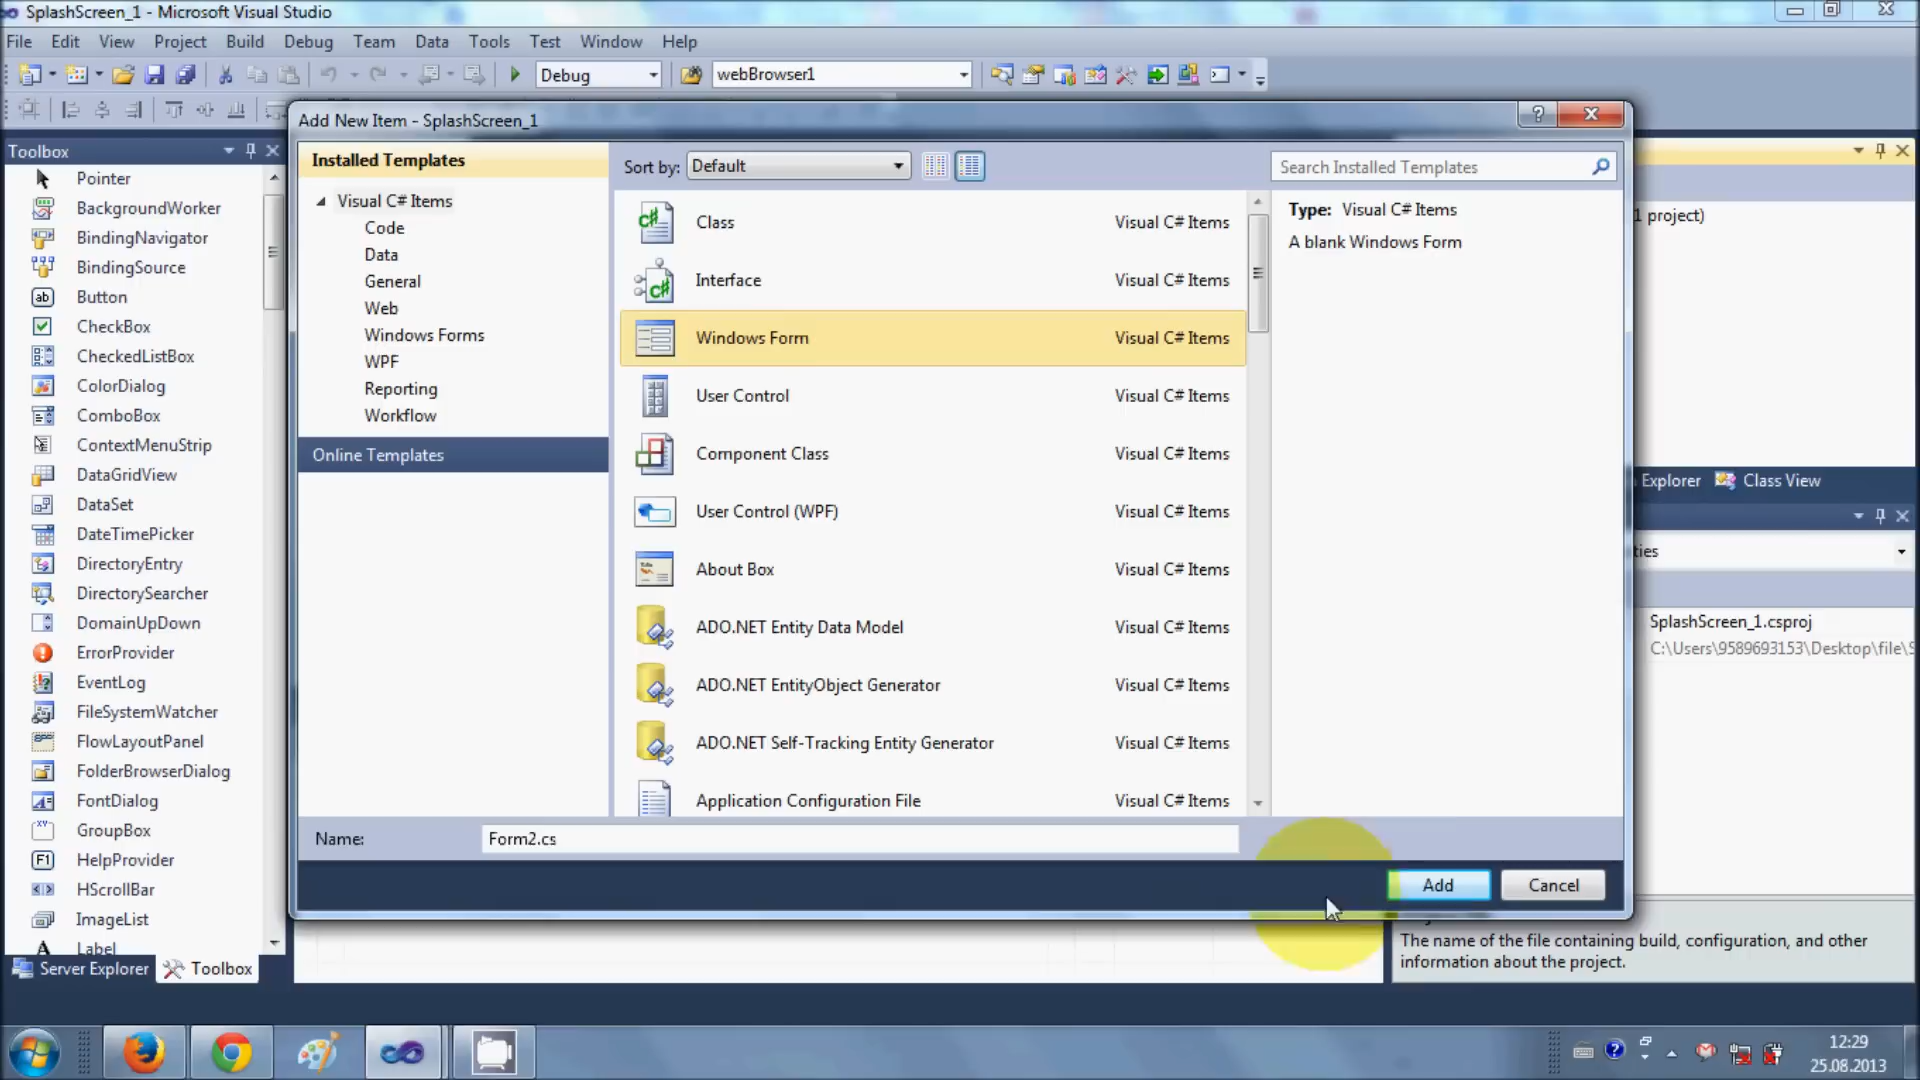 SplashScreen_1 - Microsoft Visual Studio
File Edit View Project Build Debug Team Data Tools Test Window Help
Debug webBrowser1
Add New Item - SplashScreen_1
Toolbox
Pointer
BackgroundWorker
BindingNavigator
BindingSource
Button
CheckBox
CheckedListBox
ColorDialog
ComboBox
ContextMenuStrip
DataGridView
DataSet
DateTimePicker
DirectoryEntry
DirectorySearcher
DomainUpDown
ErrorProvider
EventLog
FileSystemWatcher
FlowLayoutPanel
FolderBrowserDialog
FontDialog
GroupBox
HelpProvider
HScrollBar
ImageList
Label
Server Explorer Toolbox
Installed Templates
Visual C# Items
Code
Data
General
Web
Windows Forms
WPF
Reporting
Workflow
Online Templates
Sort by: Default
Search Installed Templates
Class Visual C# Items
Interface Visual C# Items
Windows Form Visual C# Items
User Control Visual C# Items
Component Class Visual C# Items
User Control (WPF) Visual C# Items
About Box Visual C# Items
ADO.NET Entity Data Model Visual C# Items
ADO.NET EntityObject Generator Visual C# Items
ADO.NET Self-Tracking Entity Generator Visual C# Items
Application Configuration File Visual C# Items
Type: Visual C# Items
A blank Windows Form
Name: Form2.cs
Add Cancel
1 project)
Explorer Class View
ties
SplashScreen_1.csproj
C:\Users\9589693153\Desktop\file\S
The name of the file containing build, configuration, and other
information about the project.
12:29
25.08.2013